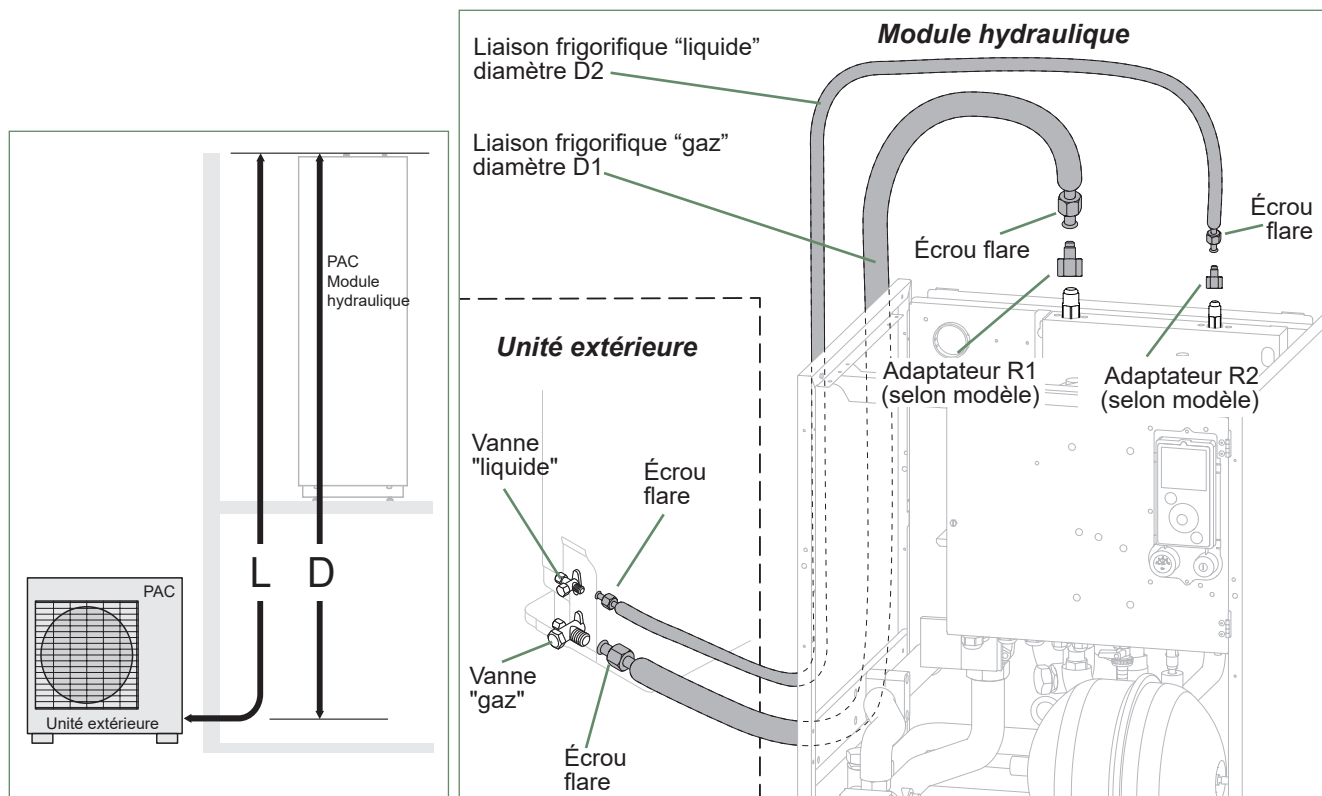 PAC
Module
hydraulique
L
D
PAC
Unité extérieure
Module hydraulique
Liaison frigorifique “liquide”
diamètre D2
Liaison frigorifique “gaz”
diamètre D1
Écrou flare
Écrou
flare
Adaptateur R1
(selon modèle)
Adaptateur R2
(selon modèle)
Unité extérieure
Vanne
"liquide"
Écrou
flare
Vanne
"gaz"
Écrou
flare